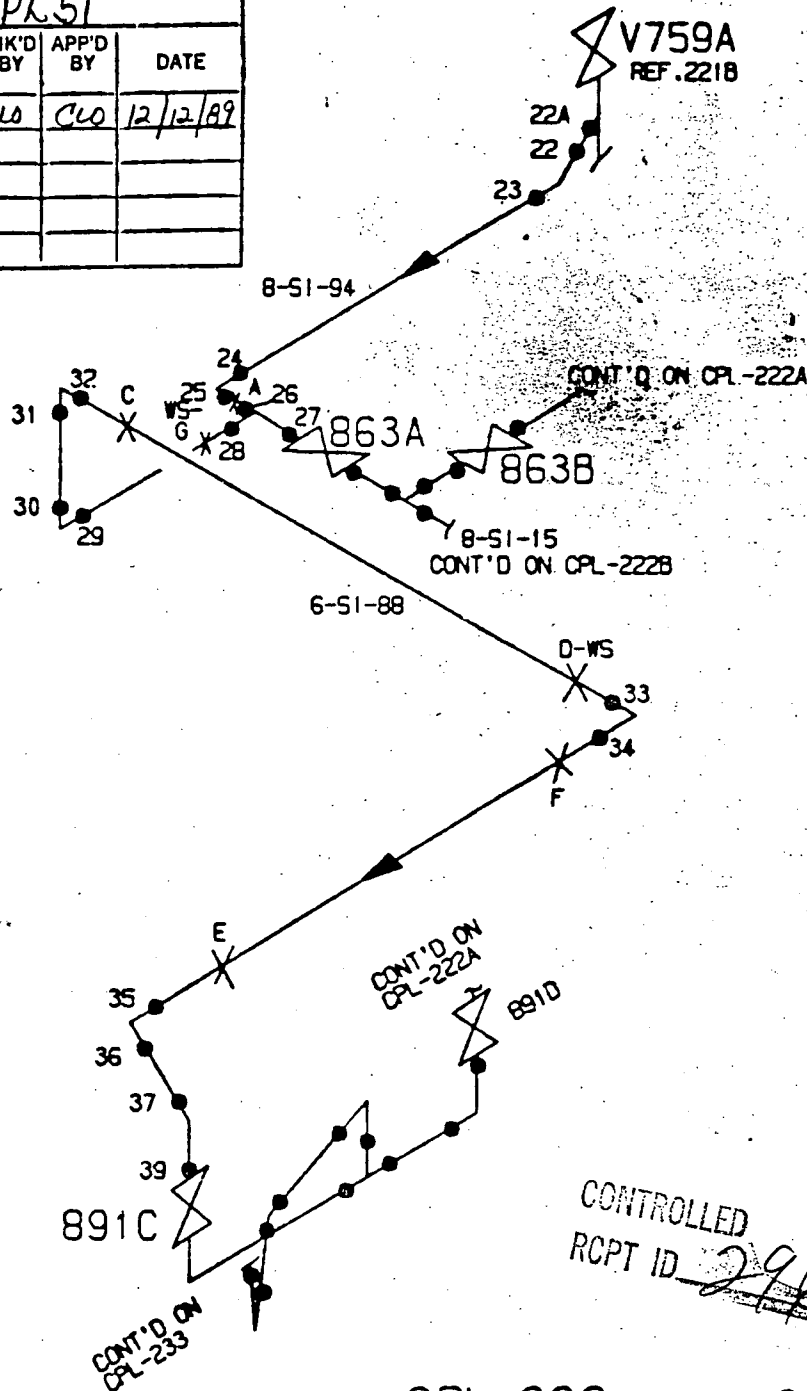 CHK'D BY
APP'D BY
DATE
CLO
12/12/89
V759A
REF.221B
22A
22
23
8-SI-94
24
25
A
26
WS-
G
28
27
863A
863B
CONT'D ON CPL-222A
8-SI-15
CONT'D ON CPL-222B
32
C
31
30
29
6-SI-88
D-WS
33
34
F
E
35
36
37
39
891C
CONT'D ON
CPL-222A
891D
CONT'D ON
CPL-233
CONTROLLED
RCPT ID